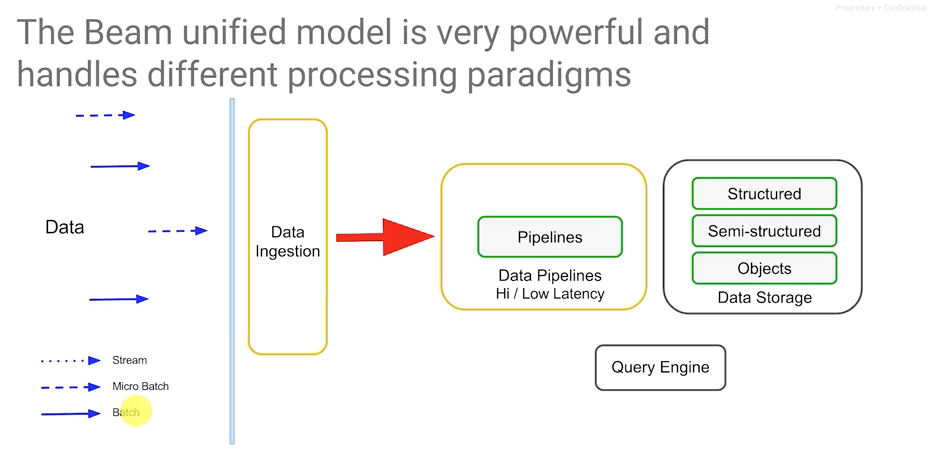 Proprietary + Confidential
The Beam unified model is very powerful and
handles different processing paradigms
Data
Data
Ingestion
Pipelines
Data Pipelines
Hi / Low Latency
Structured
Semi-structured
Objects
Data Storage
Query Engine
Stream
Micro Batch
Batch